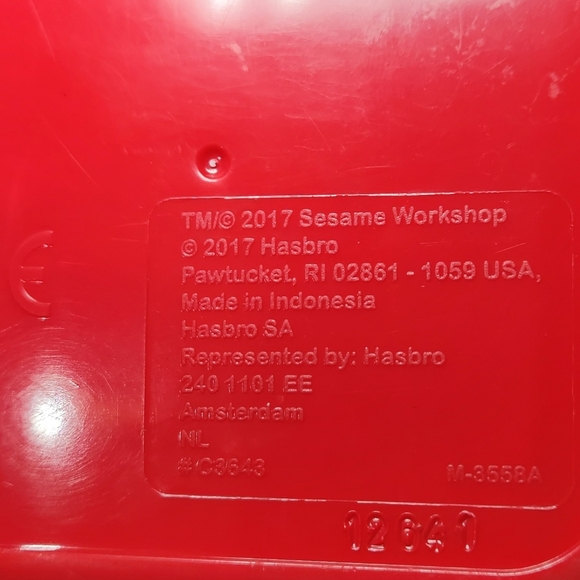 TM/© 2017 Sesame Workshop
© 2017 Hasbro
Pawtucket, RI 02861 - 1059 USA,
Made in Indonesia
Hasbro SA
Represented by: Hasbro
240 1101 EE
Amsterdam
NL
# C3643
M-3558A
12641
CE